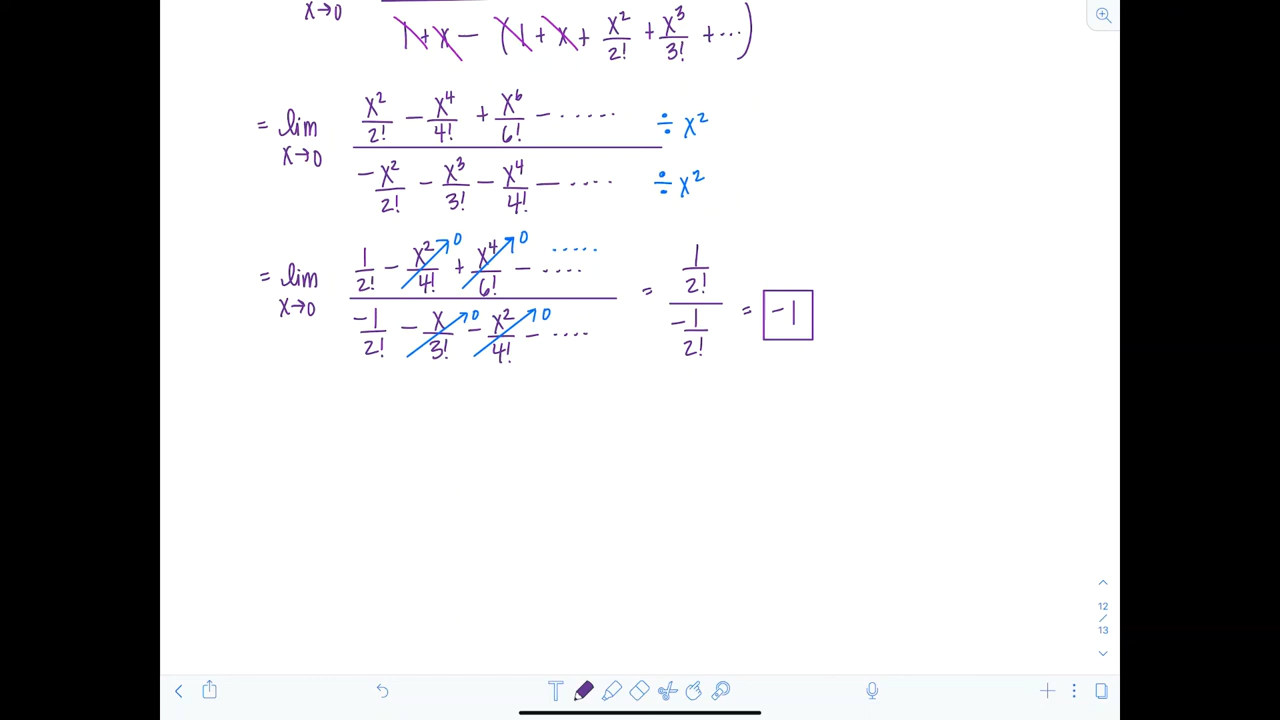 x→0
1+x − (1 + x + x²/2! + x³/3! + ...)
= lim x→0 (x²/2! − x⁴/4! + x⁶/6! − ......) ÷ x²
(−x²/2! − x³/3! − x⁴/4! − .....) ÷ x²
= lim x→0 (1/2! − x²/4! →0 + x⁴/6! →0 − .... .....) / (−1/2! − x/3! →0 − x²/4! →0 − ....) = (1/2!) / (−1/2!) = −1
12
/
13
T